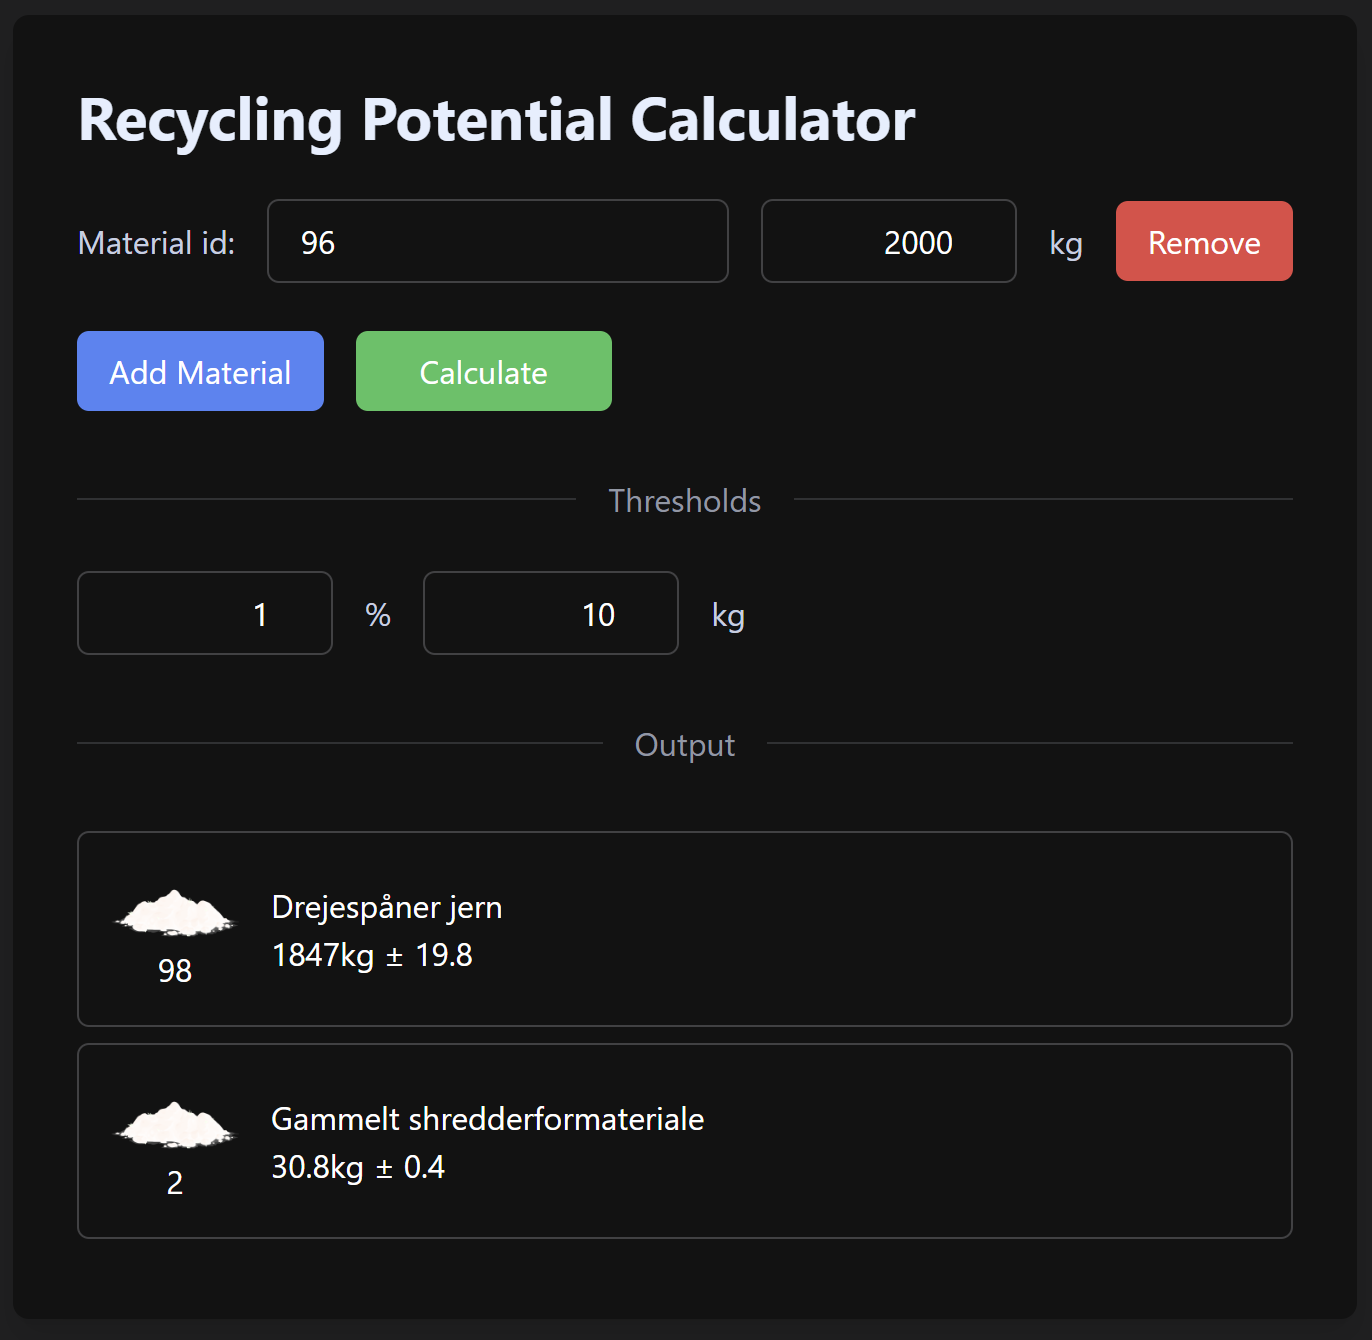 Recycling Potential Calculator
Material id: 96 2000 kg Remove
Add Material Calculate
Thresholds
1 % 10 kg
Output
Drejespåner jern
1847kg ± 19.8
98
Gammelt shredderformateriale
30.8kg ± 0.4
2